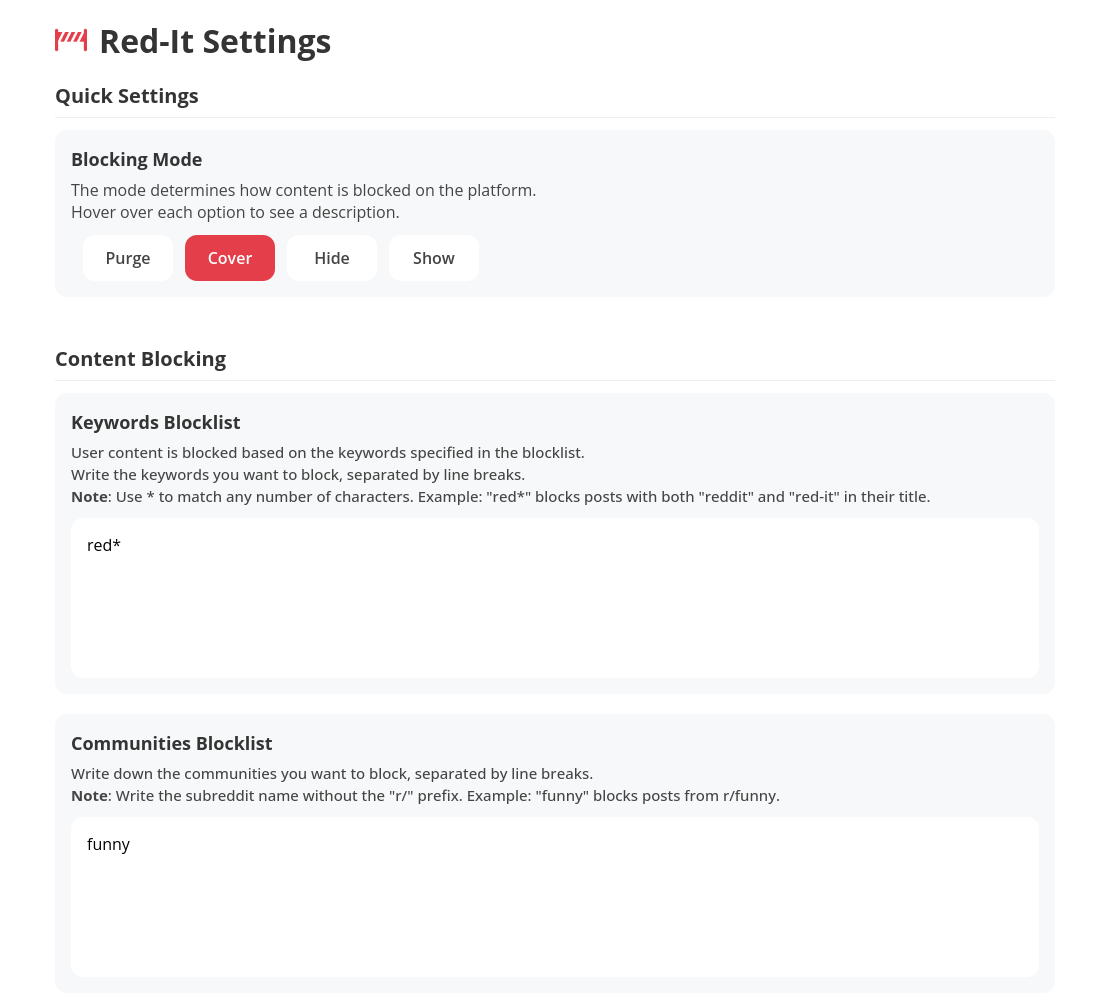 Red-It Settings
Quick Settings
Blocking Mode
The mode determines how content is blocked on the platform.
Hover over each option to see a description.
Purge Cover Hide Show
Content Blocking
Keywords Blocklist
User content is blocked based on the keywords specified in the blocklist.
Write the keywords you want to block, separated by line breaks.
Note: Use * to match any number of characters. Example: "red*" blocks posts with both "reddit" and "red-it" in their title.
red*
Communities Blocklist
Write down the communities you want to block, separated by line breaks.
Note: Write the subreddit name without the "r/" prefix. Example: "funny" blocks posts from r/funny.
funny